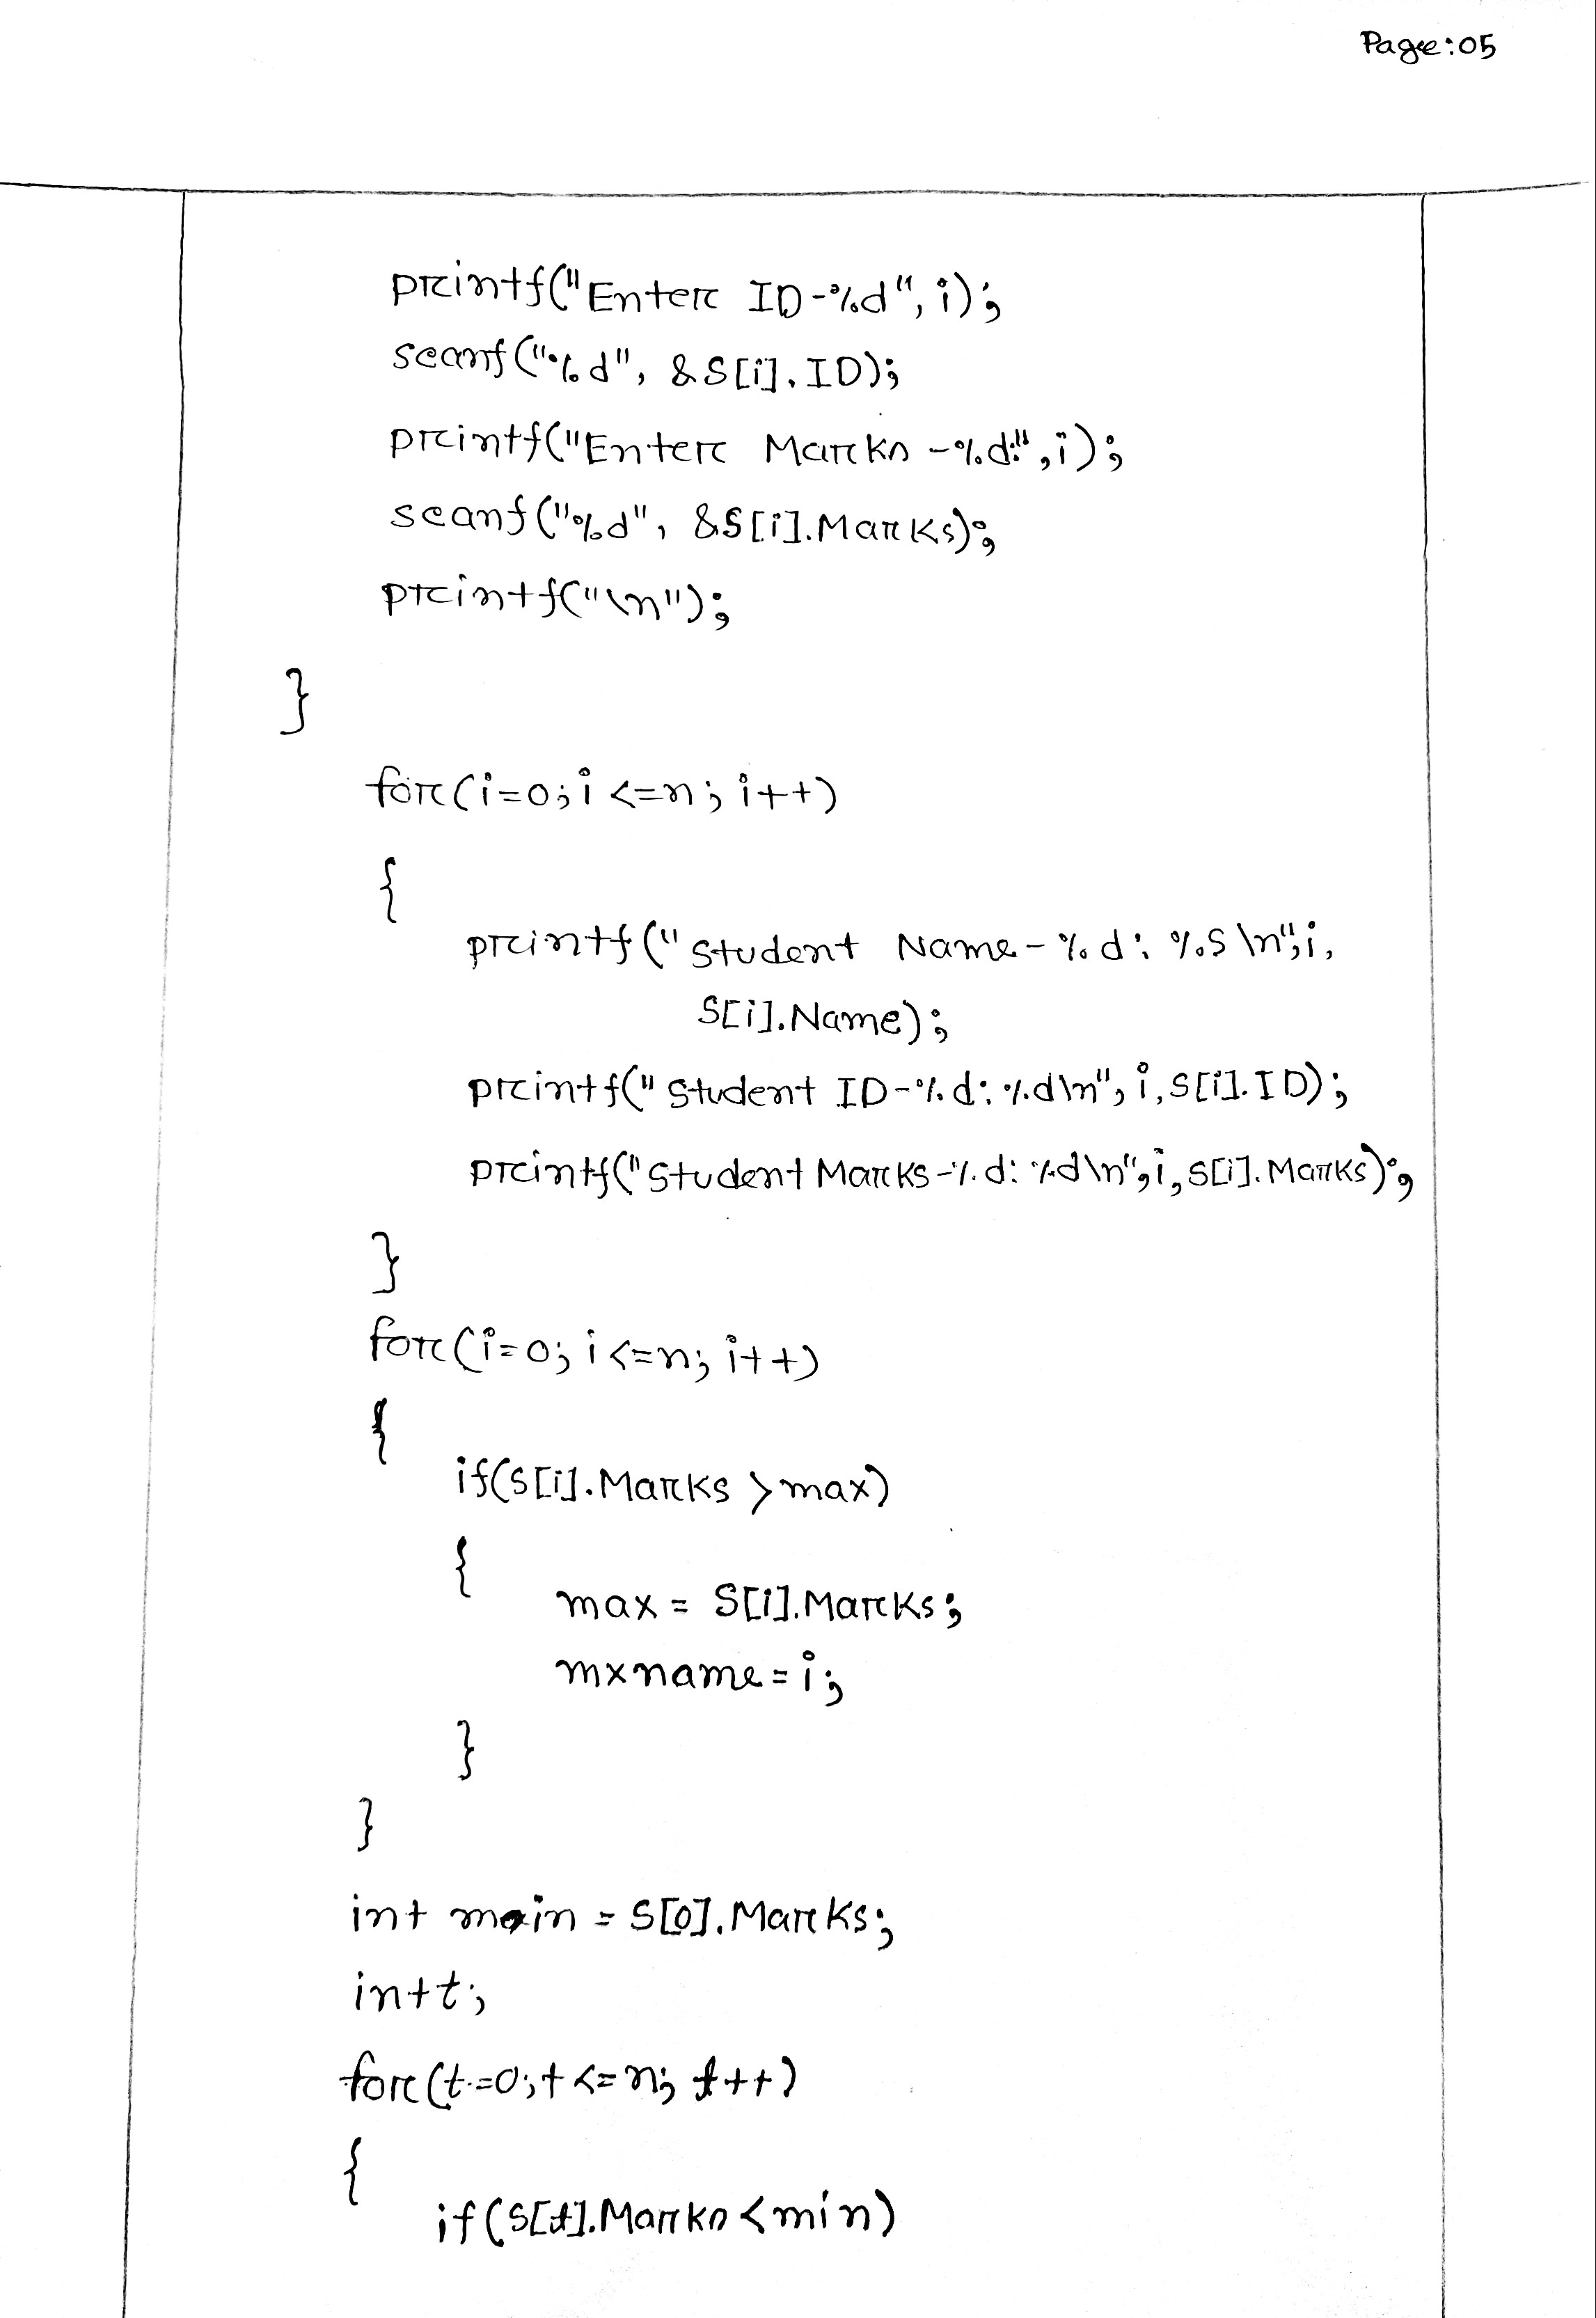 Page:05
printf("Enter ID-%d", i);
scanf("%d", &S[i].ID);
printf("Enter Marks -%d:", i);
scanf("%d", &S[i].Marks);
printf("\n");
}
for(i=0; i <=n; i++)
{
printf("Student Name-%d: %s \n", i,
S[i].Name);
printf("Student ID-%d: %d\n", i, S[i].ID);
printf("Student Marks-%d: %d\n", i, S[i].Marks);
}
for(i=0; i<=n; i++)
{
if(S[i].Marks > max)
{
max = S[i].Marks;
mxname = i;
}
}
int main = S[0].Marks;
int t;
for(t=0; t <= n; t++)
{
if(S[t].Marks < min)